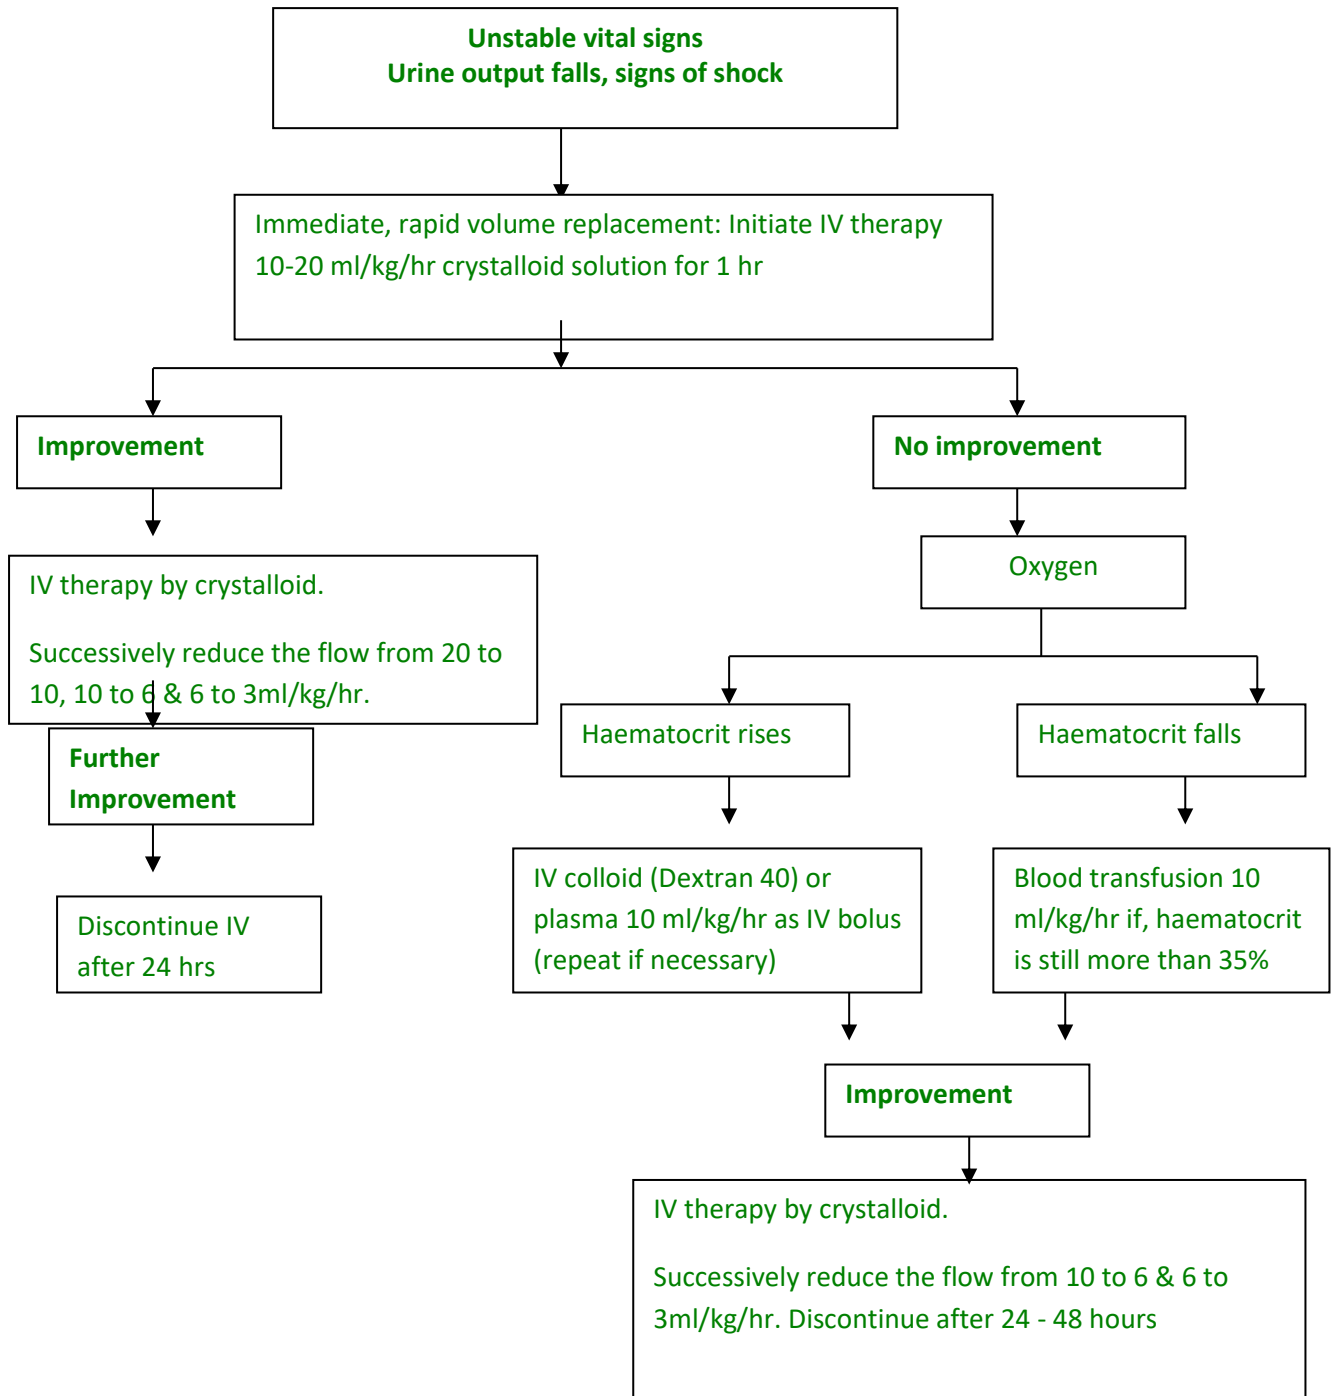 Unstable vital signs
Urine output falls, signs of shock
Immediate, rapid volume replacement: Initiate IV therapy
10-20 ml/kg/hr crystalloid solution for 1 hr
Improvement
No improvement
IV therapy by crystalloid.
Successively reduce the flow from 20 to
10, 10 to 6 & 6 to 3ml/kg/hr.
Oxygen
Further
Improvement
Haematocrit rises
Haematocrit falls
Discontinue IV
after 24 hrs
IV colloid (Dextran 40) or
plasma 10 ml/kg/hr as IV bolus
(repeat if necessary)
Blood transfusion 10
ml/kg/hr if, haematocrit
is still more than 35%
Improvement
IV therapy by crystalloid.
Successively reduce the flow from 10 to 6 & 6 to
3ml/kg/hr. Discontinue after 24 - 48 hours